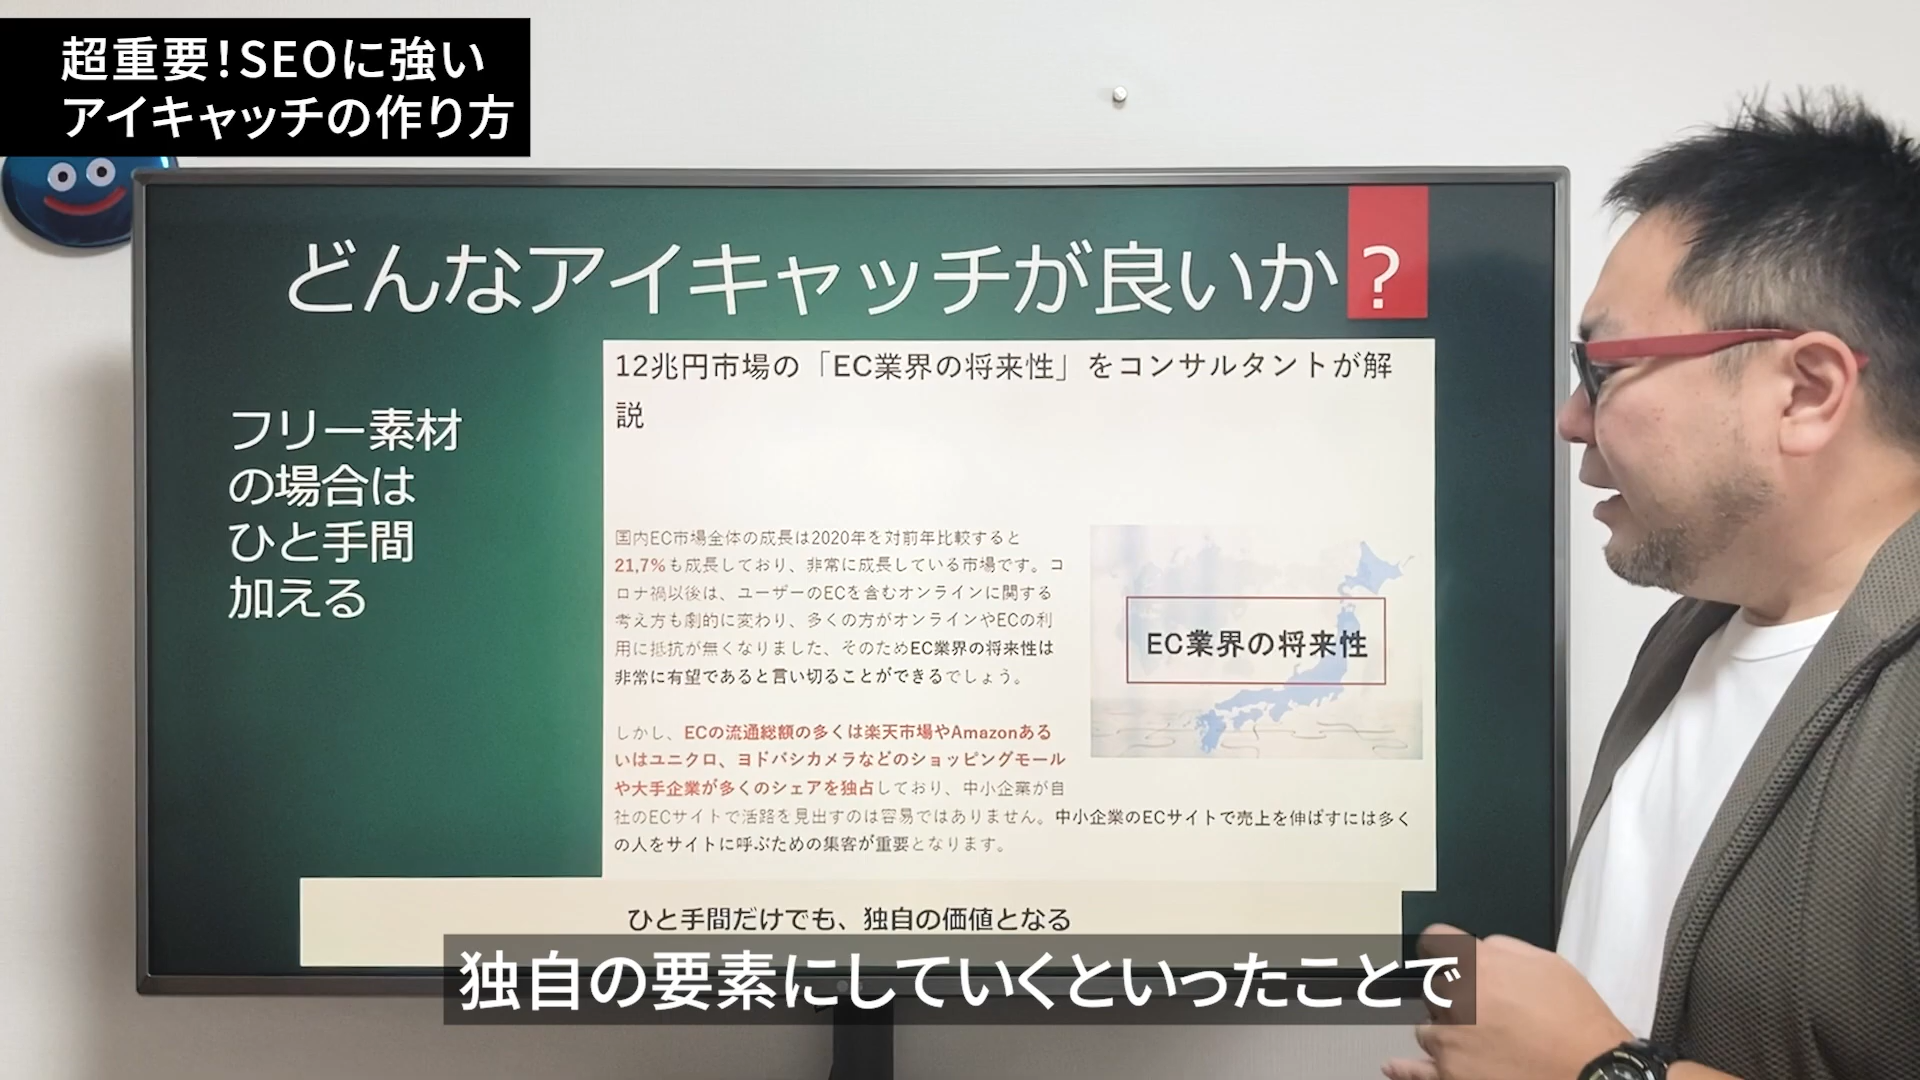 超重要！SEOに強い
アイキャッチの作り方
どんなアイキャッチが良いか？
フリー素材
の場合は
ひと手間
加える
12兆円市場の「EC業界の将来性」をコンサルタントが解
説
国内EC市場全体の成長は2020年を対前年比較すると
21,7%も成長しており、非常に成長している市場です。コ
ロナ禍以後は、ユーザーのECを含むオンラインに関する
考え方も劇的に変わり、多くの方がオンラインやECの利
用に抵抗が無くなりました、そのためEC業界の将来性は
非常に有望であると言い切ることができるでしょう。
EC業界の将来性
しかし、ECの流通総額の多くは楽天市場やAmazonある
いはユニクロ、ヨドバシカメラなどのショッピングモール
や大手企業が多くのシェアを独占しており、中小企業が自
社のECサイトで活路を見出すのは容易ではありません。中小企業のECサイトで売上を伸ばすには多く
の人をサイトに呼ぶための集客が重要となります。
ひと手間だけでも、独自の価値となる
独自の要素にしていくといったことで